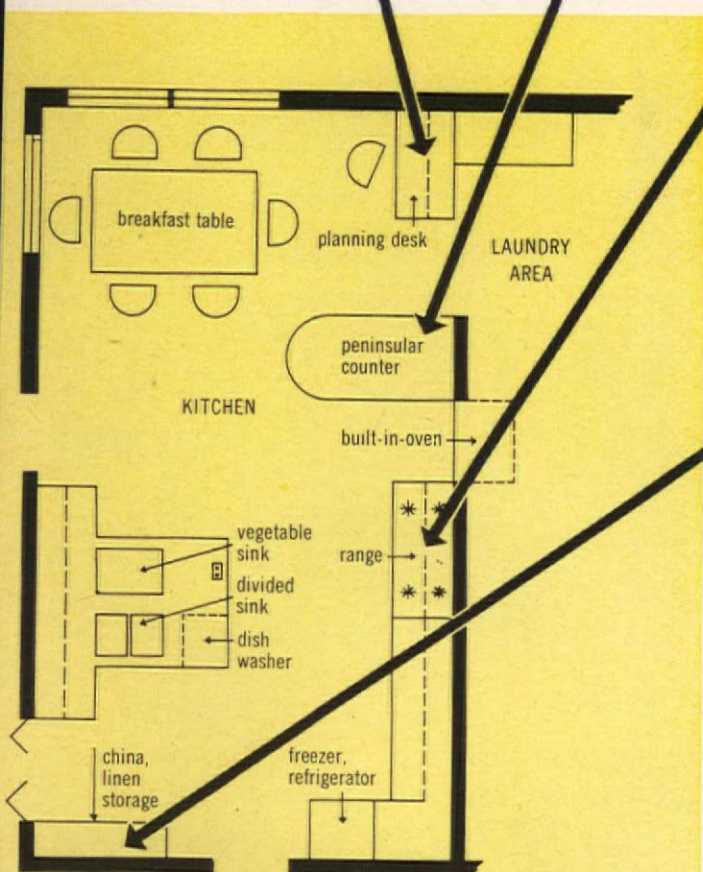 breakfast table
planning desk
LAUNDRY
AREA
peninsular
counter
KITCHEN
built-in-oven
vegetable
sink
range
divided
sink
dish
washer
china,
linen
storage
freezer,
refrigerator